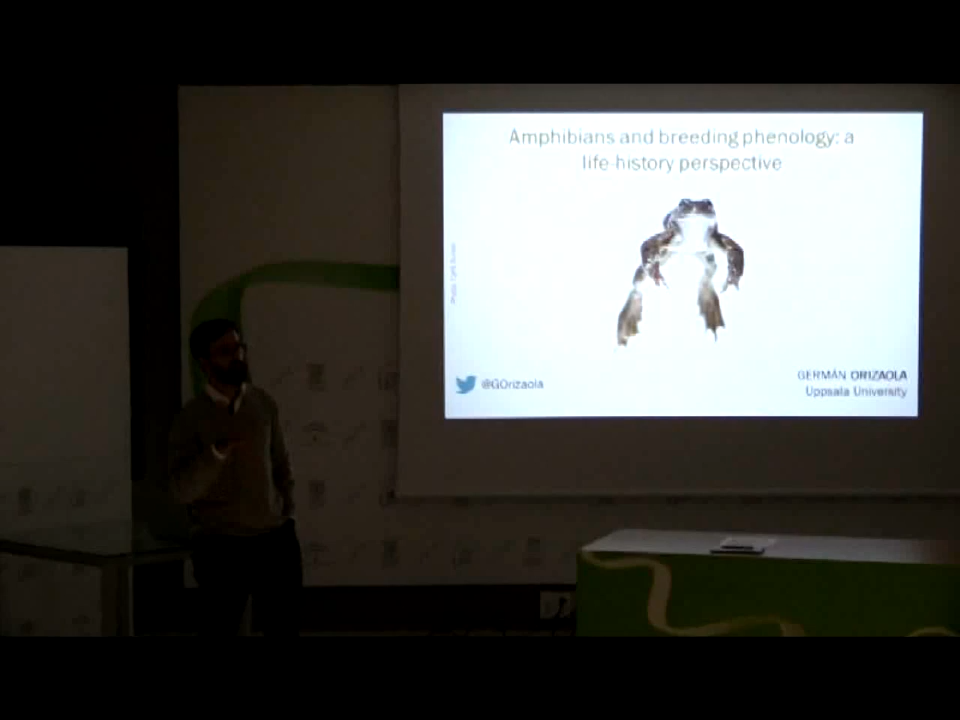 Amphibians and breeding phenology: a
life-history perspective
@GOrizaola
GERMÁN ORIZAOLA
Uppsala University